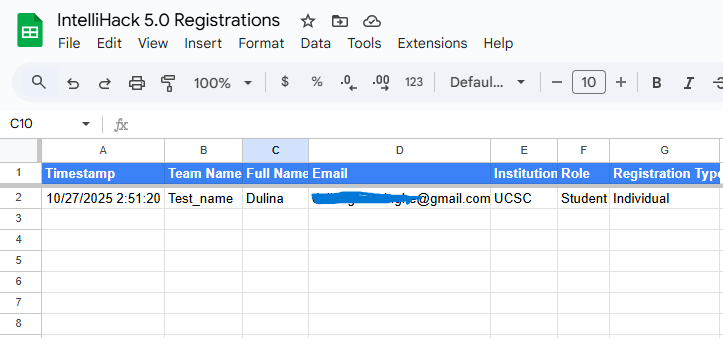 IntelliHack 5.0 Registrations
File Edit View Insert Format Data Tools Extensions Help
100% $ % .0 .00 123 Defaul... − 10 + B I
C10 fx
A B C D E F G
1 Timestamp Team Name Full Name Email Institution Role Registration Type
2 10/27/2025 2:51:20 Test_name Dulina @gmail.com UCSC Student Individual
3
4
5
6
7
8